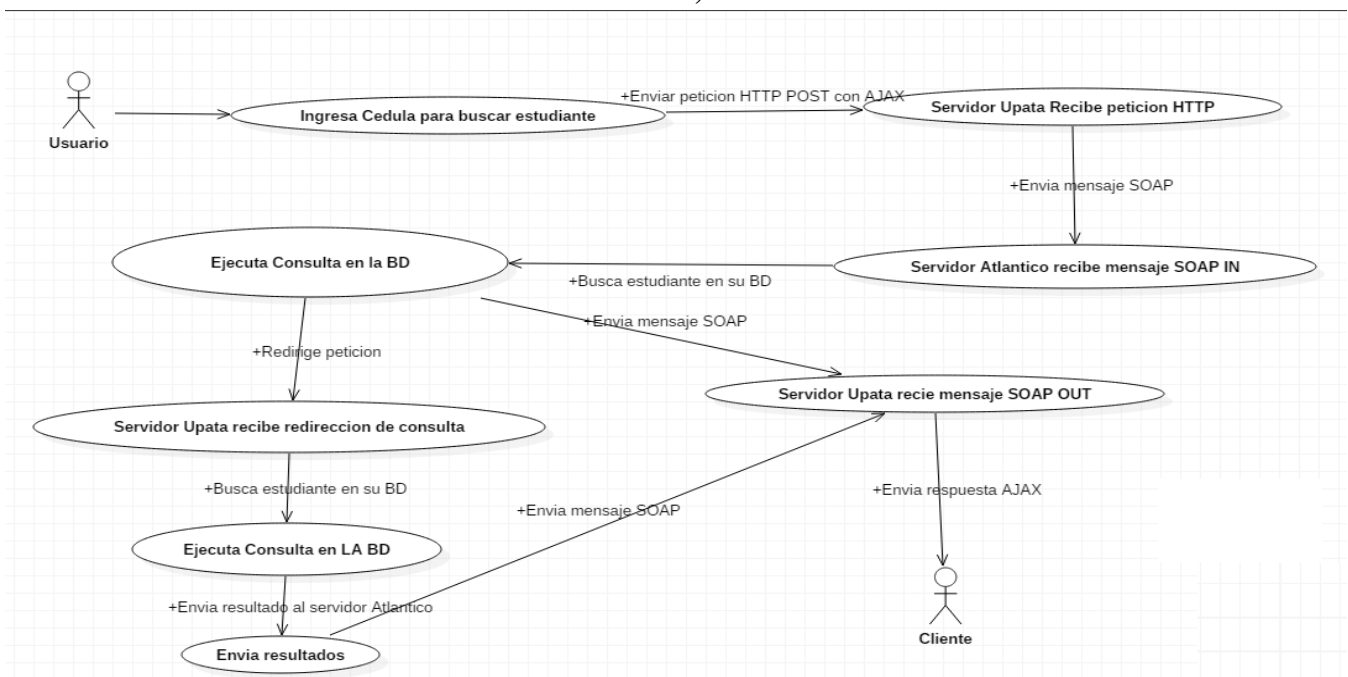 +Enviar peticion HTTP POST con AJAX
Ingresa Cedula para buscar estudiante
Servidor Upata Recibe peticion HTTP
Usuario
+Envia mensaje SOAP
Ejecuta Consulta en la BD
Servidor Atlantico recibe mensaje SOAP IN
+Busca estudiante en su BD
+Envia mensaje SOAP
+Redirige peticion
Servidor Upata recie mensaje SOAP OUT
Servidor Upata recibe redireccion de consulta
+Busca estudiante en su BD
+Envia respuesta AJAX
+Envia mensaje SOAP
Ejecuta Consulta en LA BD
+Envia resultado al servidor Atlantico
Cliente
Envia resultados